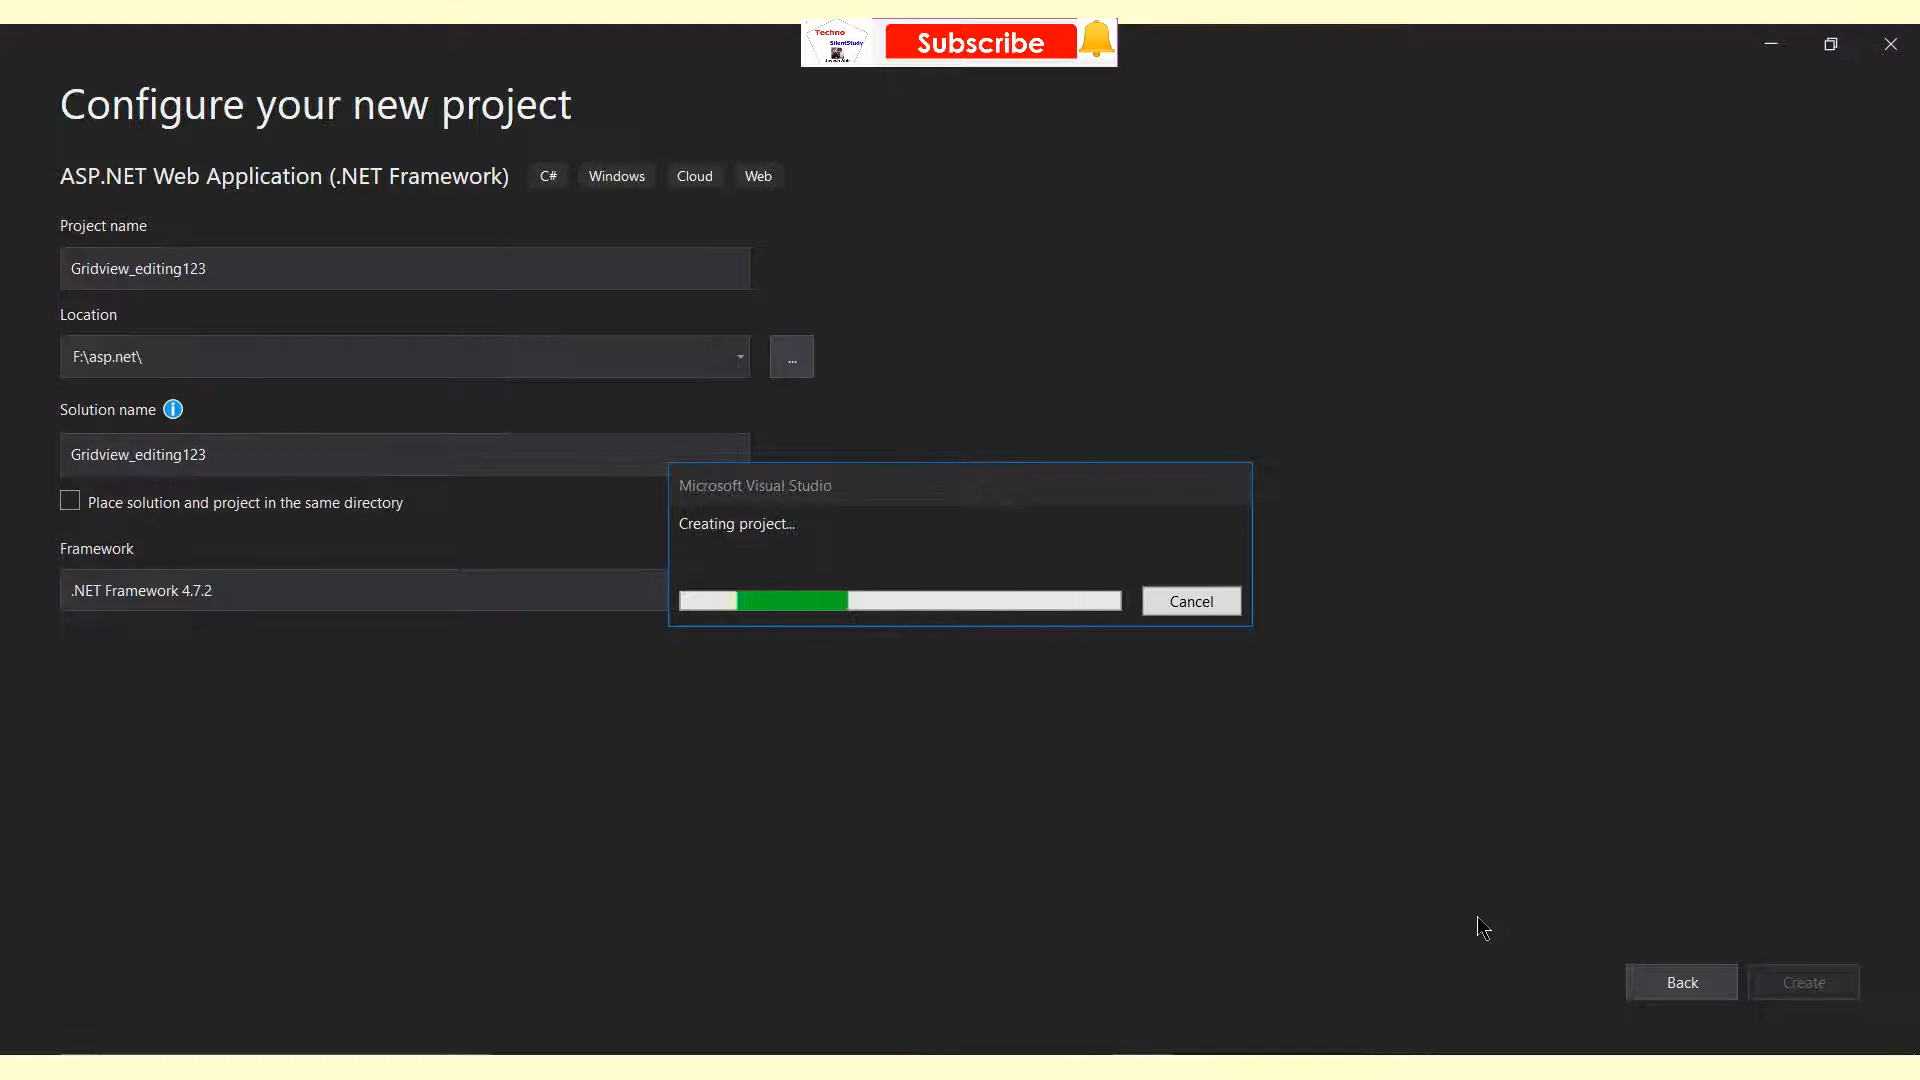 Techno
SilentStudy
Subscribe
Configure your new project
ASP.NET Web Application (.NET Framework) C# Windows Cloud Web
Project name
Gridview_editing123
Location
F:\asp.net\
...
Solution name
Gridview_editing123
Place solution and project in the same directory
Framework
.NET Framework 4.7.2
Microsoft Visual Studio
Creating project...
Cancel
Back Create